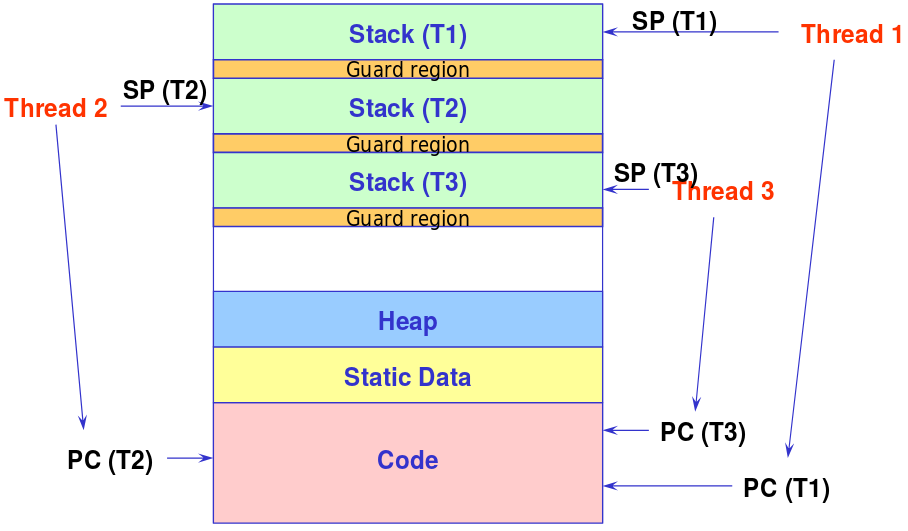 SP (T1)
Thread 1
Stack (T1)
Guard region
SP (T2)
Thread 2
Stack (T2)
Guard region
SP (T3)
Thread 3
Stack (T3)
Guard region
Heap
Static Data
PC (T3)
PC (T2)
Code
PC (T1)